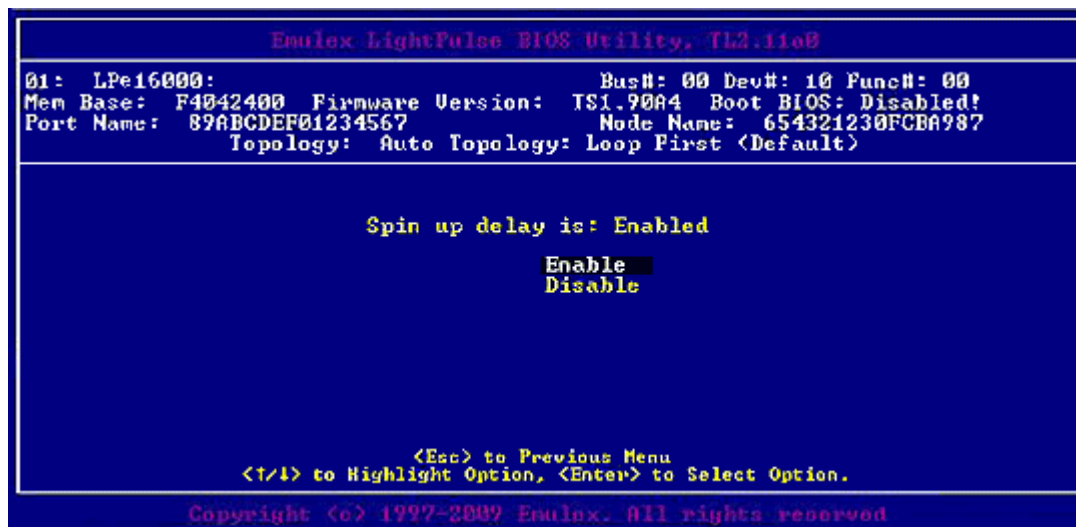 Emulex LightPulse BIOS Utility, TL2.11a0
01: LPe16000: Bus#: 00 Dev#: 10 Func#: 00
Mem Base: F4042400 Firmware Version: TS1.90A4 Boot BIOS: Disabled!
Port Name: 89ABCDEF01234567 Node Name: 654321230FCBA987
Topology: Auto Topology: Loop First <Default>
Spin up delay is: Enabled
Enable
Disable
<Esc> to Previous Menu
<↑/↓> to Highlight Option, <Enter> to Select Option.
Copyright <c> 1997-2009 Emulex. All rights reserved